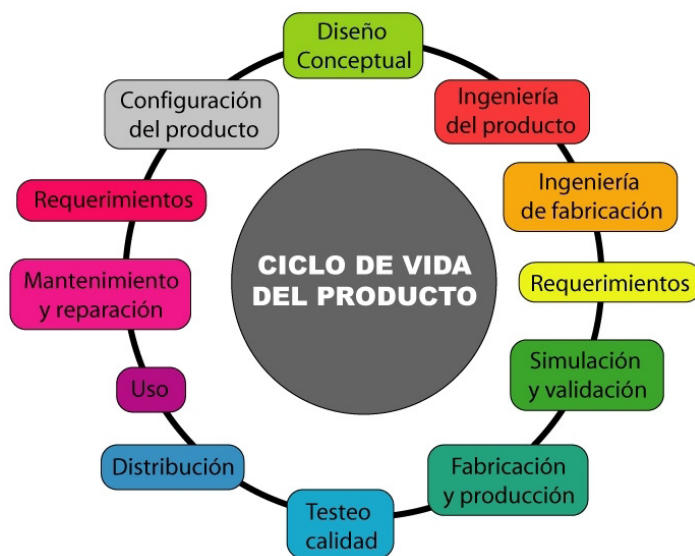 Diseño
Conceptual
Ingeniería
del producto
Ingeniería
de fabricación
Requerimientos
Simulación
y validación
Fabricación
y producción
Testeo
calidad
Distribución
Uso
Mantenimiento
y reparación
Requerimientos
Configuración
del producto
CICLO DE VIDA
DEL PRODUCTO